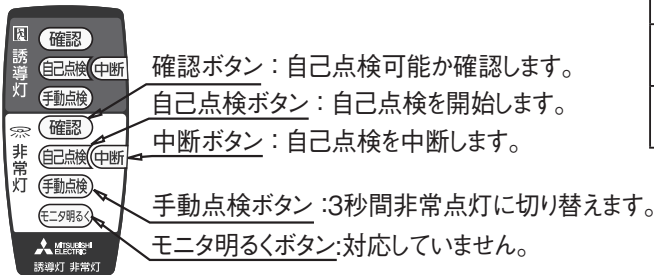 誘導灯
確認
自己点検 中断
手動点検
非常灯
確認
自己点検 中断
手動点検
モニタ明るく
MITSUBISHI
ELECTRIC
誘導灯 非常灯
確認ボタン：自己点検可能か確認します。
自己点検ボタン：自己点検を開始します。
中断ボタン：自己点検を中断します。
手動点検ボタン :3秒間非常点灯に切り替えます。
モニタ明るくボタン:対応していません。